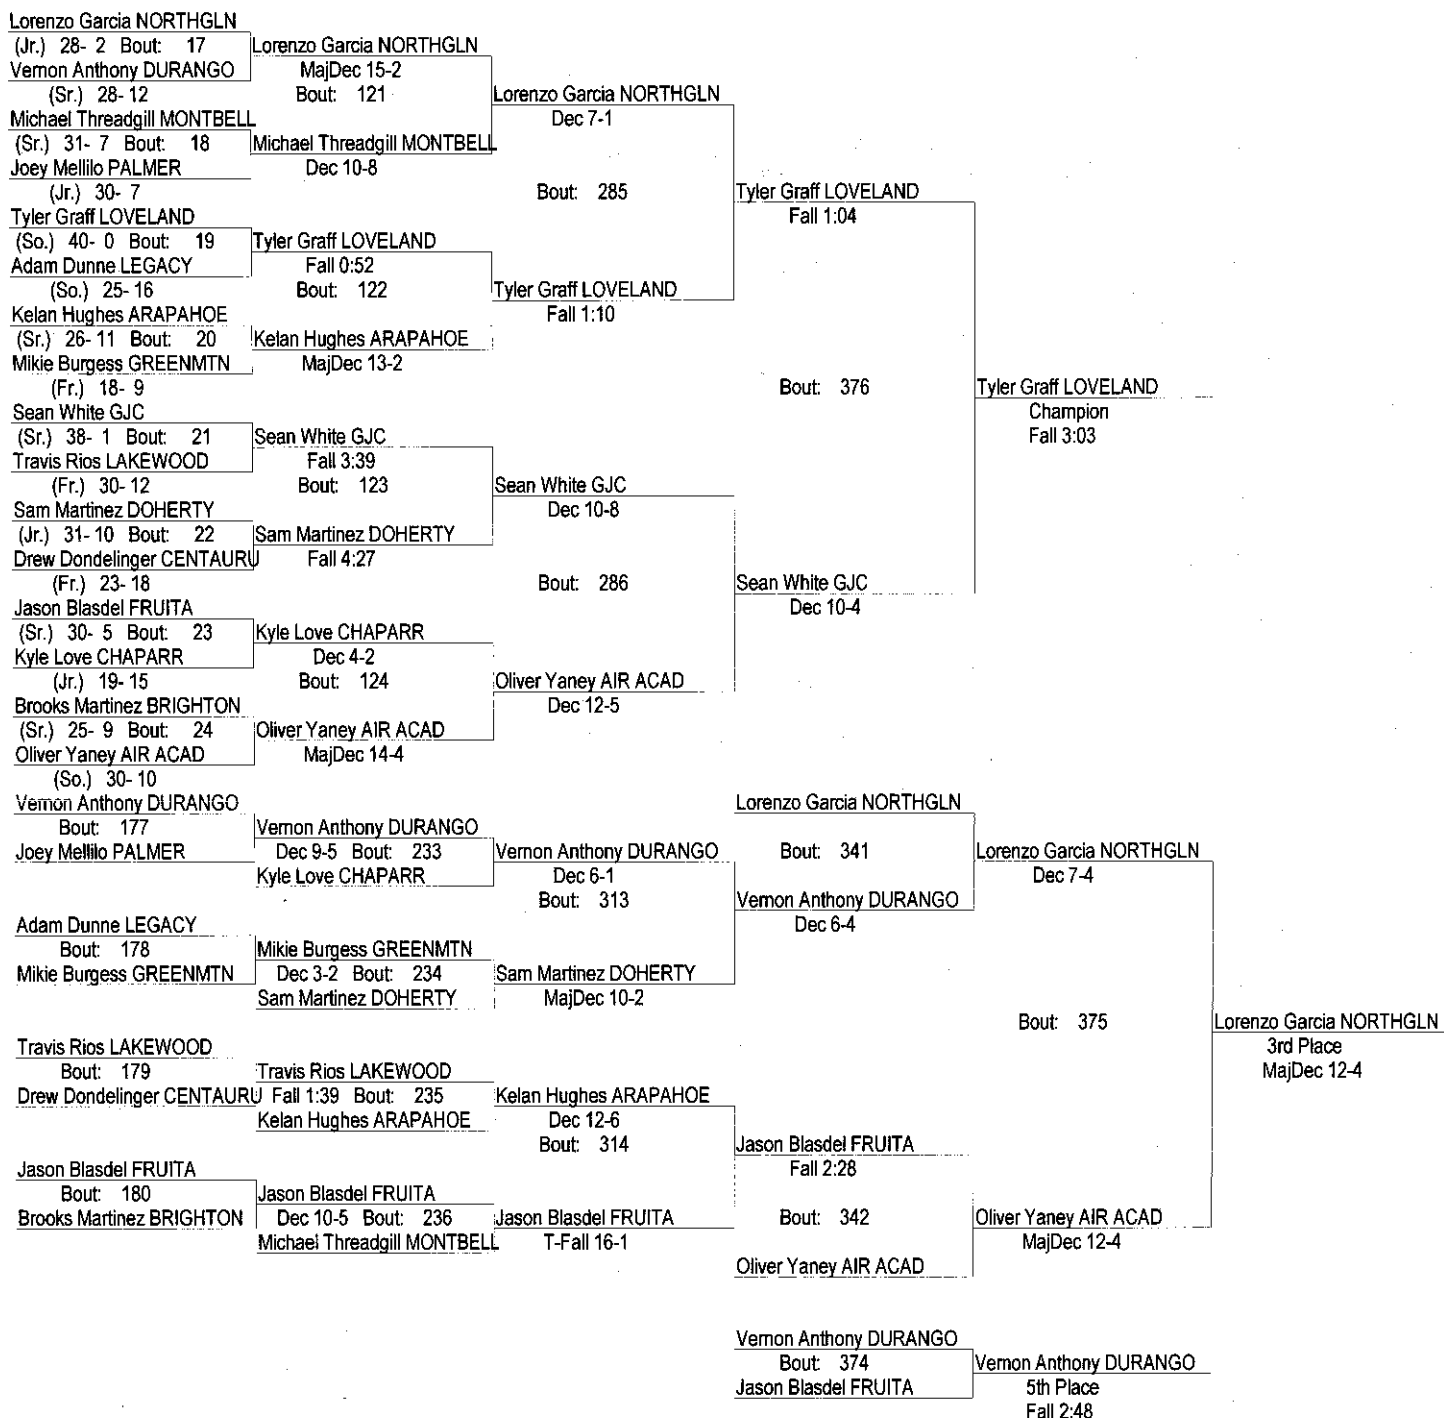 Lorenzo Garcia NORTHGLN
(Jr.) 28- 2 Bout: 17
Lorenzo Garcia NORTHGLN
Vernon Anthony DURANGO
MajDec 15-2
(Sr.) 28- 12
Bout: 121
Lorenzo Garcia NORTHGLN
Michael Threadgill MONTBELL
Dec 7-1
(Sr.) 31- 7 Bout: 18
Michael Threadgill MONTBELL
Joey Mellilo PALMER
Dec 10-8
(Jr.) 30- 7
Bout: 285
Tyler Graff LOVELAND
Fall 1:04
Tyler Graff LOVELAND
(So.) 40- 0 Bout: 19
Tyler Graff LOVELAND
Adam Dunne LEGACY
Fall 0:52
(So.) 25- 16
Bout: 122
Tyler Graff LOVELAND
Kelan Hughes ARAPAHOE
Fall 1:10
(Sr.) 26- 11 Bout: 20
Kelan Hughes ARAPAHOE
Mikie Burgess GREENMTN
MajDec 13-2
(Fr.) 18- 9
Bout: 376
Tyler Graff LOVELAND
Champion
Fall 3:03
Sean White GJC
(Sr.) 38- 1 Bout: 21
Sean White GJC
Travis Rios LAKEWOOD
Fall 3:39
(Fr.) 30- 12
Bout: 123
Sean White GJC
Sam Martinez DOHERTY
Dec 10-8
(Jr.) 31- 10 Bout: 22
Sam Martinez DOHERTY
Drew Dondelinger CENTAURU
Fall 4:27
(Fr.) 23- 18
Bout: 286
Sean White GJC
Dec 10-4
Jason Blasdel FRUITA
(Sr.) 30- 5 Bout: 23
Kyle Love CHAPARR
Kyle Love CHAPARR
Dec 4-2
(Jr.) 19- 15
Bout: 124
Oliver Yaney AIR ACAD
Brooks Martinez BRIGHTON
Dec 12-5
(Sr.) 25- 9 Bout: 24
Oliver Yaney AIR ACAD
Oliver Yaney AIR ACAD
MajDec 14-4
(So.) 30- 10
Vernon Anthony DURANGO
Lorenzo Garcia NORTHGLN
Bout: 177
Vernon Anthony DURANGO
Joey Mellilo PALMER
Dec 9-5 Bout: 233
Vernon Anthony DURANGO
Bout: 341
Lorenzo Garcia NORTHGLN
Kyle Love CHAPARR
Dec 6-1
Dec 7-4
Bout: 313
Vernon Anthony DURANGO
Dec 6-4
Adam Dunne LEGACY
Bout: 178
Mikie Burgess GREENMTN
Mikie Burgess GREENMTN
Dec 3-2 Bout: 234
Sam Martinez DOHERTY
Sam Martinez DOHERTY
MajDec 10-2
Bout: 375
Lorenzo Garcia NORTHGLN
3rd Place
MajDec 12-4
Travis Rios LAKEWOOD
Bout: 179
Travis Rios LAKEWOOD
Drew Dondelinger CENTAURU
Fall 1:39 Bout: 235
Kelan Hughes ARAPAHOE
Kelan Hughes ARAPAHOE
Dec 12-6
Bout: 314
Jason Blasdel FRUITA
Fall 2:28
Jason Blasdel FRUITA
Bout: 180
Jason Blasdel FRUITA
Brooks Martinez BRIGHTON
Dec 10-5 Bout: 236
Jason Blasdel FRUITA
Bout: 342
Oliver Yaney AIR ACAD
Michael Threadgill MONTBELL
T-Fall 16-1
MajDec 12-4
Oliver Yaney AIR ACAD
Vernon Anthony DURANGO
Bout: 374
Vernon Anthony DURANGO
Jason Blasdel FRUITA
5th Place
Fall 2:48